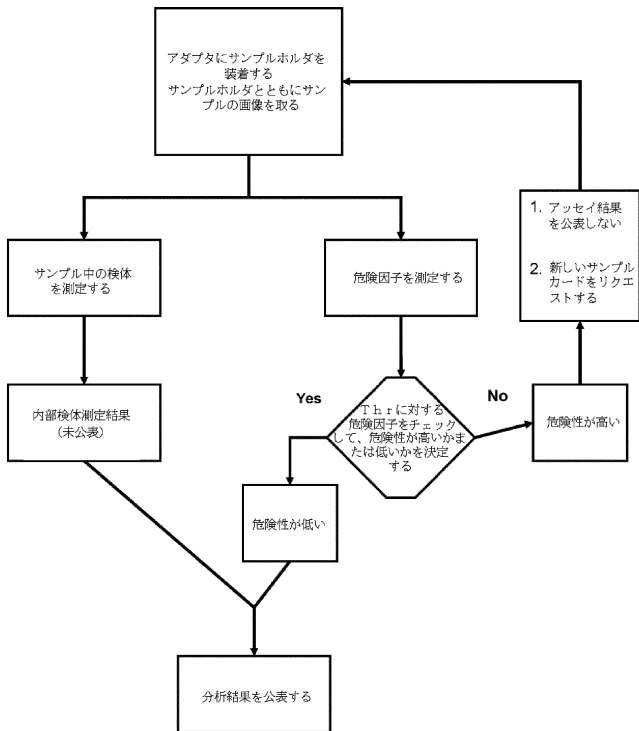 アダプタにサンプルホルダを
装着する
サンプルホルダとともにサン
プルの画像を取る
1. アッセイ結果
を公表しない
2. 新しいサンプル
カードをリクエ
ストする
サンプル中の検体
を測定する
危険因子を測定する
内部検体測定結果
（未公表）
Yes
Ｔｈｒに対する
危険因子をチェック
して、危険性が高いかま
たは低いかを決定
する
No
危険性が高い
危険性が低い
分析結果を公表する